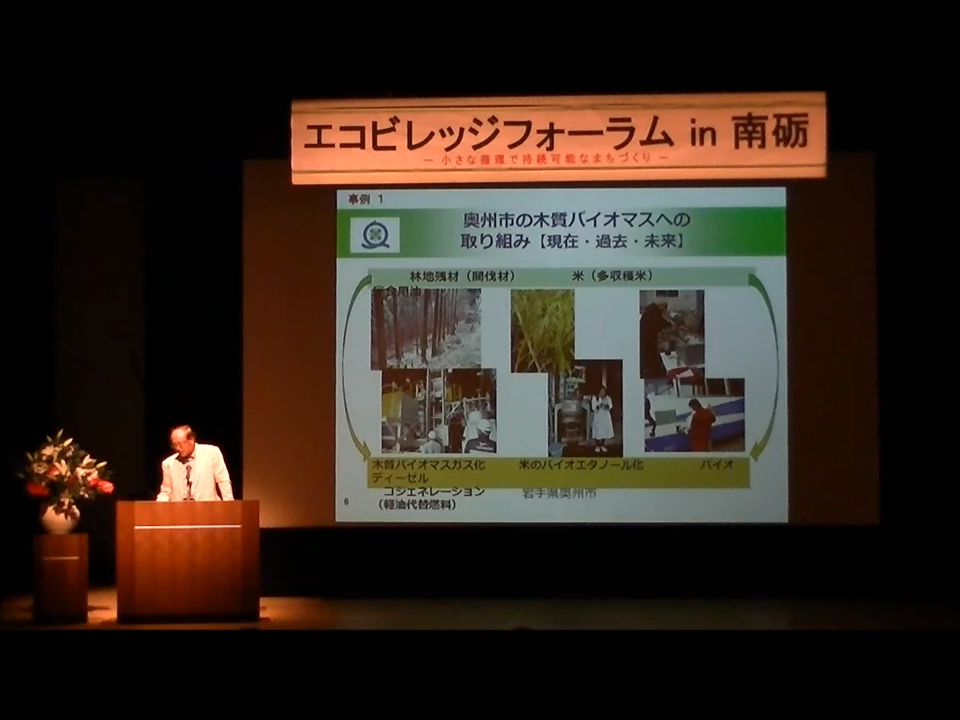 エコビレッジフォーラム in 南砺
― 小さな循環で持続可能なまちづくり ―
事例 1
奥州市の木質バイオマスへの
取り組み【現在・過去・未来】
林地残材（間伐材） 米（多収穫米）
廃食用油
木質バイオマスガス化 米のバイオエタノール化 バイオ
ディーゼル
コジェネレーション 岩手県奥州市
（軽油代替燃料）
6